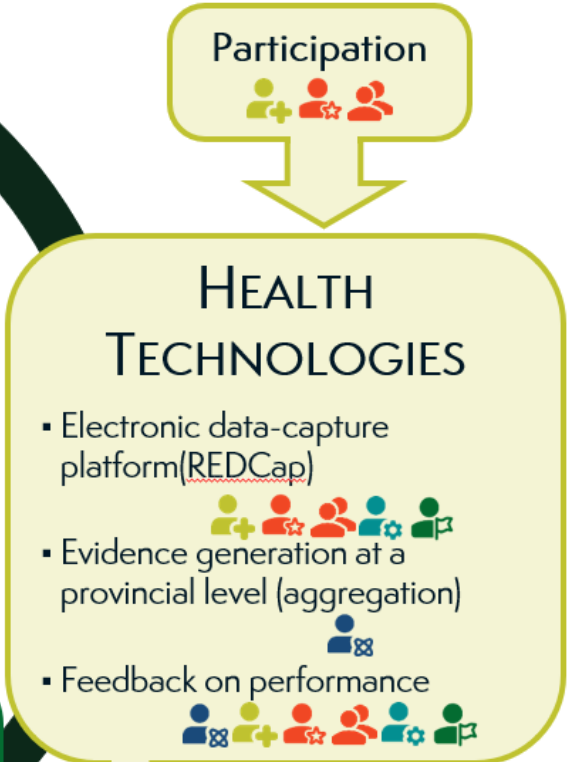 Participation
HEALTH
TECHNOLOGIES
▪ Electronic data-capture
platform(REDCap)
▪ Evidence generation at a
provincial level (aggregation)
▪ Feedback on performance